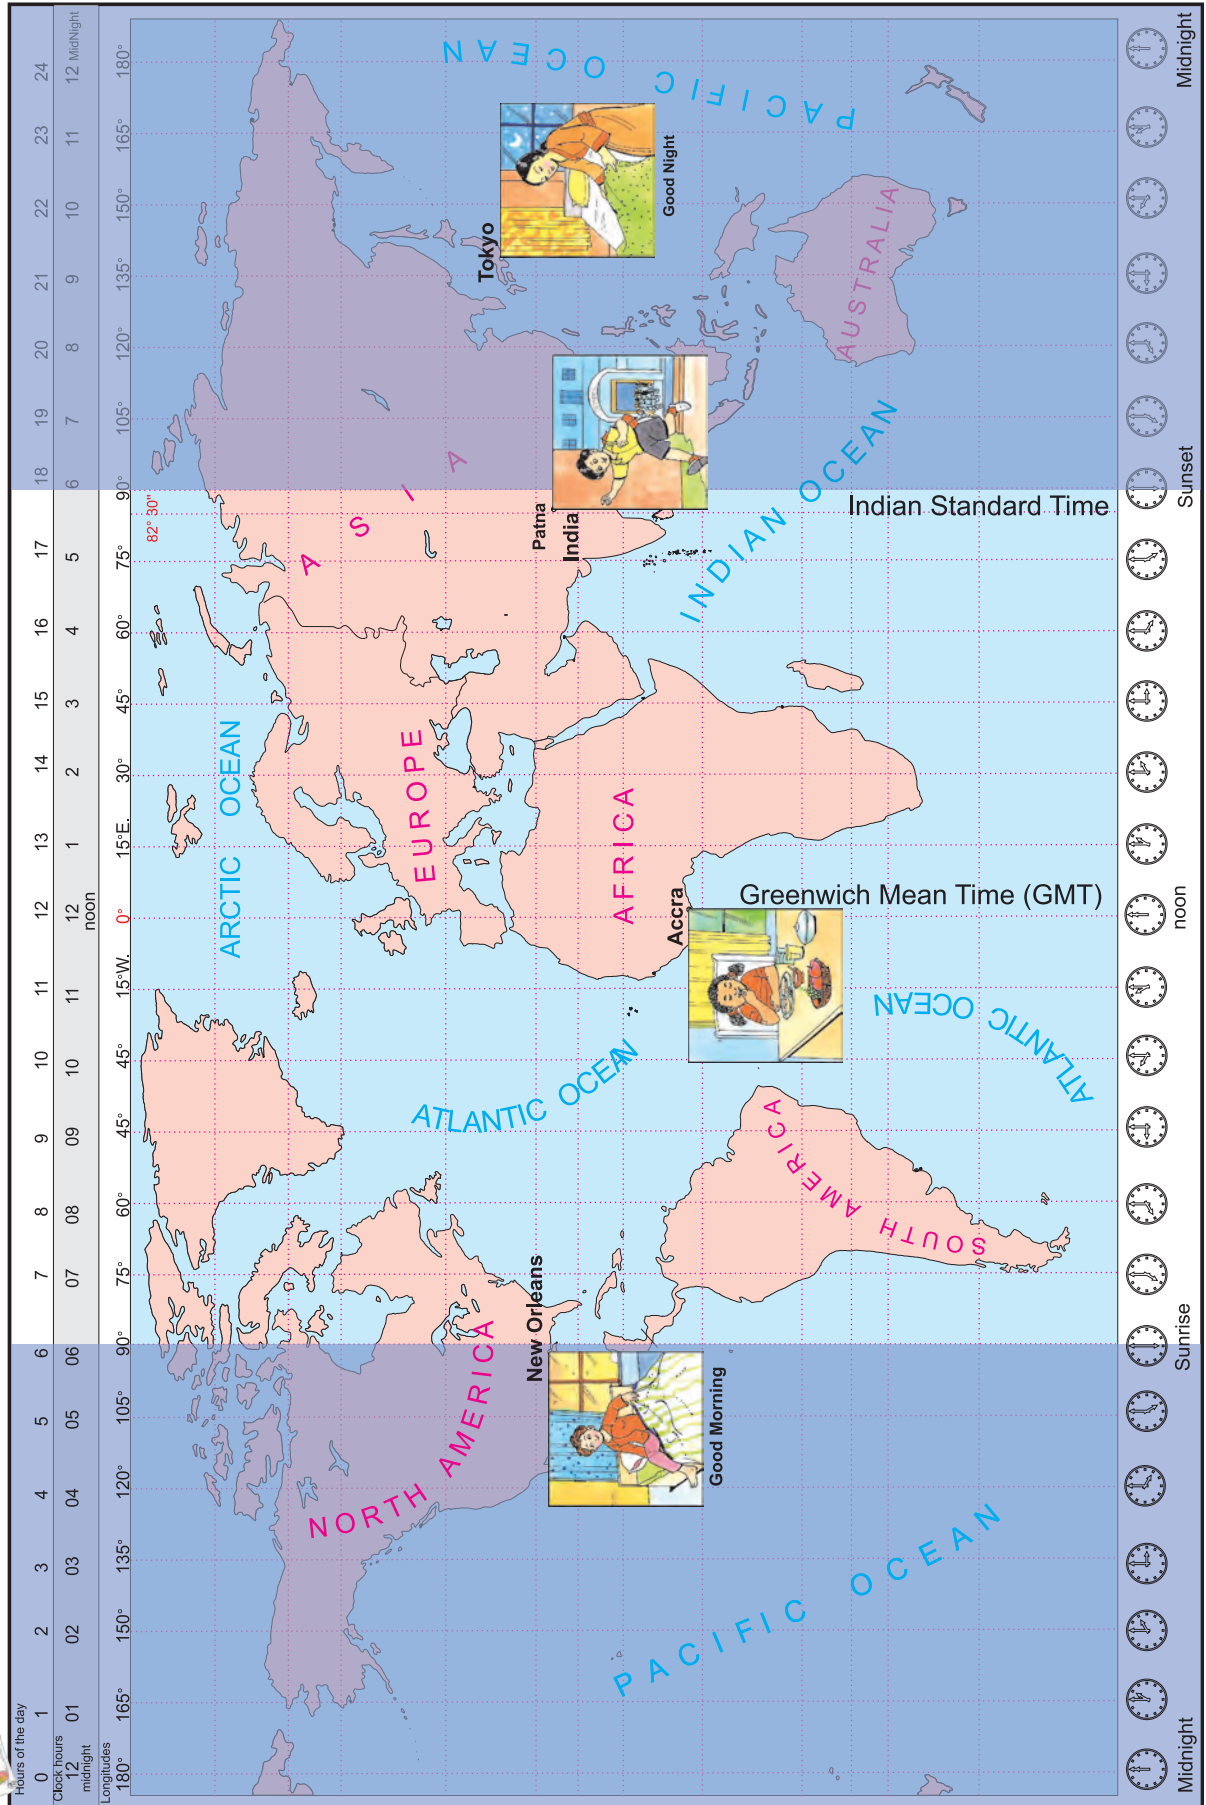 Hours of the day
0 1 2 3 4 5 6 7 8 9 10 11 12 13 14 15 16 17 18 19 20 21 22 23 24
Clock hours
12 01 02 03 04 05 06 07 08 09 10 11 12 1 2 3 4 5 6 7 8 9 10 11 12 MidNight
midnight
noon
Longitudes
180° 165° 150° 135° 120° 105° 90° 75° 60° 45° 45° 15°W. 0° 15°E. 30° 45° 60° 75° 90° 105° 120° 135° 150° 165° 180°
82° 30"
ARCTIC OCEAN
NORTH AMERICA
EUROPE
ASIA
ATLANTIC OCEAN
PACIFIC OCEAN
New Orleans
Good Morning
Patna
India
Tokyo
Good Night
AFRICA
Accra
PACIFIC OCEAN
SOUTH AMERICA
ATLANTIC OCEAN
INDIAN OCEAN
AUSTRALIA
Greenwich Mean Time (GMT)
Indian Standard Time
Midnight
Sunrise
noon
Sunset
Midnight